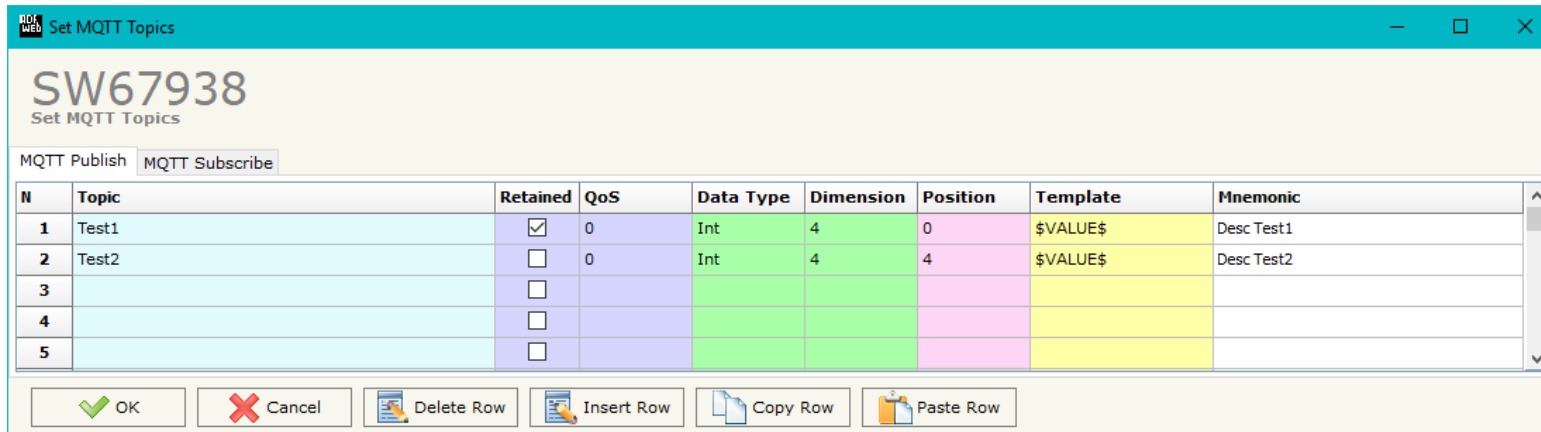 ADF WEB Set MQTT Topics
SW67938
Set MQTT Topics
MQTT Publish MQTT Subscribe
N Topic Retained QoS Data Type Dimension Position Template Mnemonic
1 Test1 0 Int 4 0 $VALUE$ Desc Test1
2 Test2 0 Int 4 4 $VALUE$ Desc Test2
3
4
5
OK Cancel Delete Row Insert Row Copy Row Paste Row